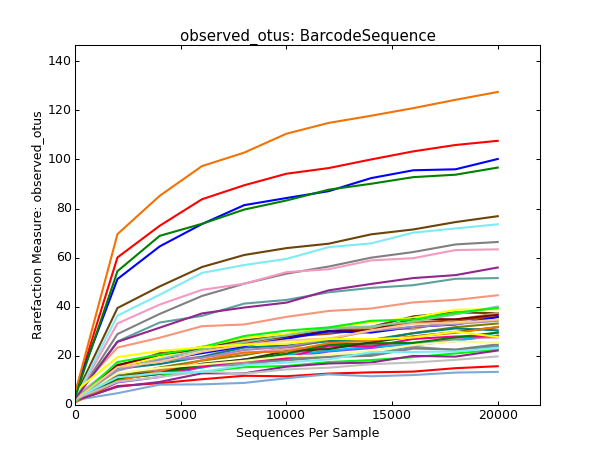 observed_otus: BarcodeSequence
140
120
100
80
60
40
20
0
0 5000 10000 15000 20000
Rarefaction Measure: observed_otus
Sequences Per Sample